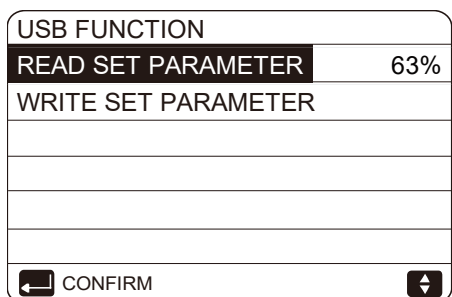 USB FUNCTION
READ SET PARAMETER 63%
WRITE SET PARAMETER
CONFIRM